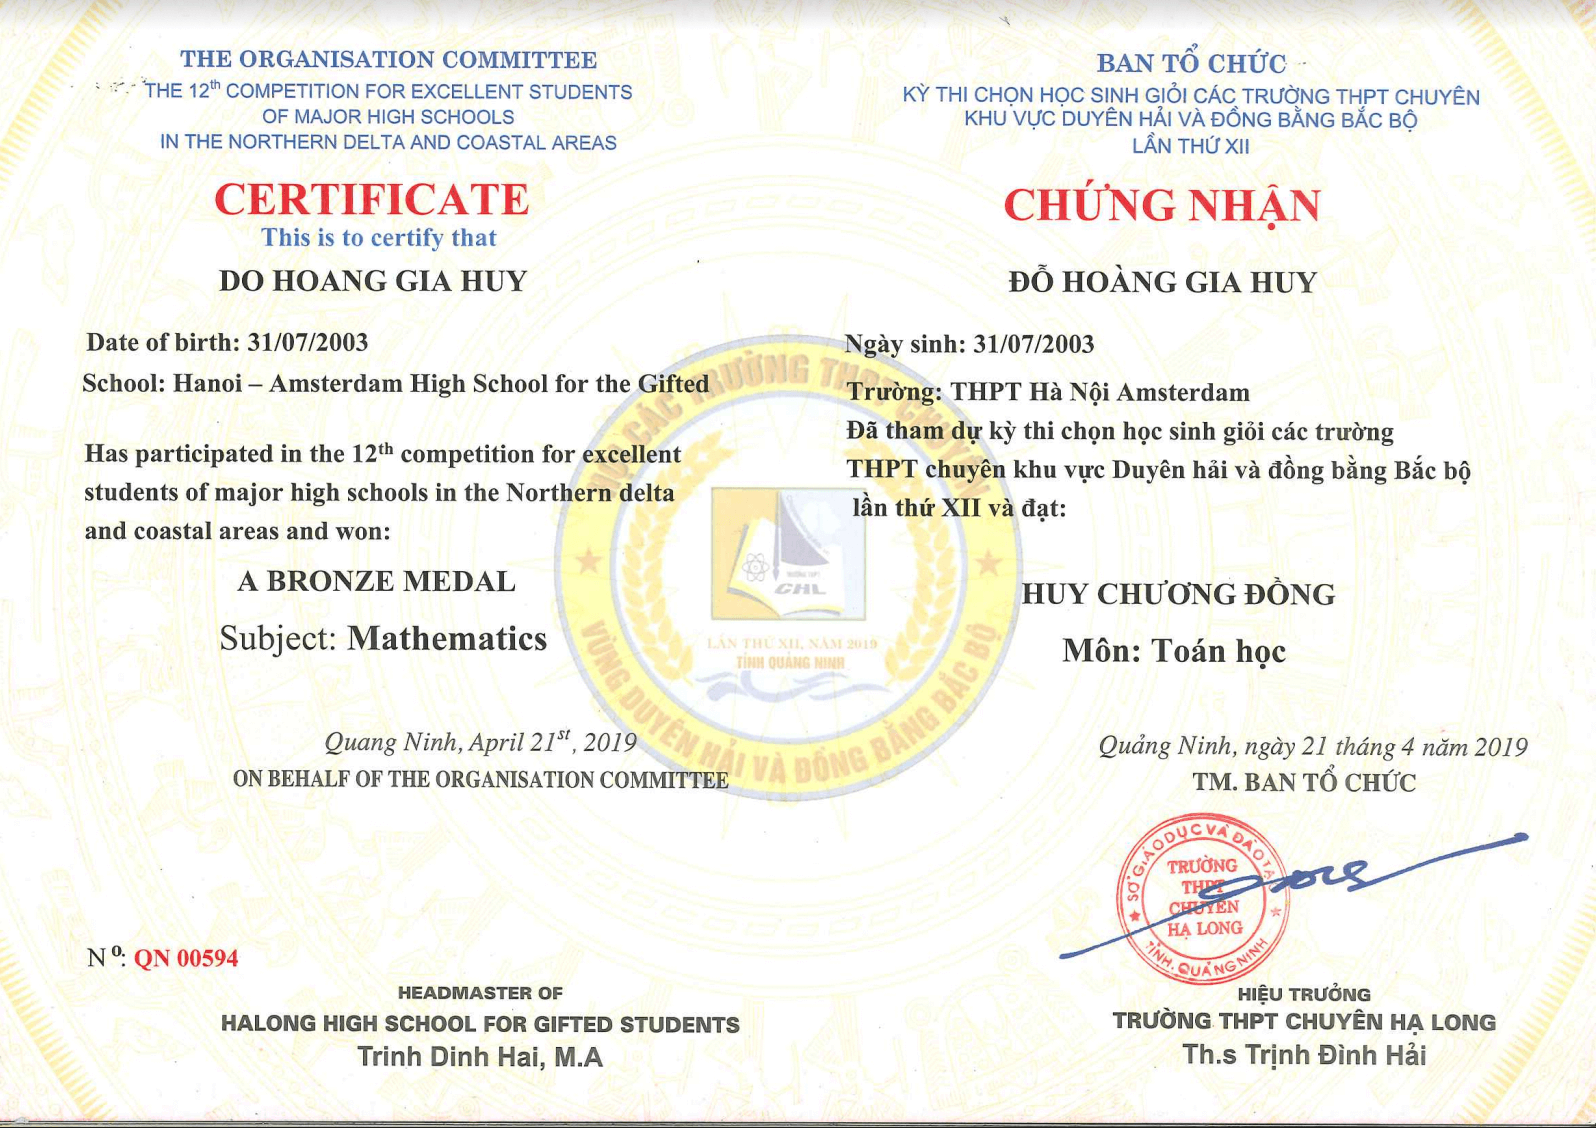 THE ORGANISATION COMMITTEE
THE 12th COMPETITION FOR EXCELLENT STUDENTS
OF MAJOR HIGH SCHOOLS
IN THE NORTHERN DELTA AND COASTAL AREAS
CERTIFICATE
This is to certify that
DO HOANG GIA HUY
Date of birth: 31/07/2003
School: Hanoi – Amsterdam High School for the Gifted
Has participated in the 12th competition for excellent
students of major high schools in the Northern delta
and coastal areas and won:
A BRONZE MEDAL
Subject: Mathematics
Quang Ninh, April 21st, 2019
ON BEHALF OF THE ORGANISATION COMMITTEE
Nº: QN 00594
HEADMASTER OF
HALONG HIGH SCHOOL FOR GIFTED STUDENTS
Trinh Dinh Hai, M.A
BAN TỔ CHỨC
KỲ THI CHỌN HỌC SINH GIỎI CÁC TRƯỜNG THPT CHUYÊN
KHU VỰC DUYÊN HẢI VÀ ĐỒNG BẰNG BẮC BỘ
LẦN THỨ XII
CHỨNG NHẬN
ĐỖ HOÀNG GIA HUY
Ngày sinh: 31/07/2003
Trường: THPT Hà Nội Amsterdam
Đã tham dự kỳ thi chọn học sinh giỏi các trường
THPT chuyên khu vực Duyên hải và đồng bằng Bắc bộ
lần thứ XII và đạt:
HUY CHƯƠNG ĐỒNG
Môn: Toán học
Quảng Ninh, ngày 21 tháng 4 năm 2019
TM. BAN TỔ CHỨC
SỞ GIÁO DỤC VÀ ĐÀO TẠO
TRƯỜNG
THPT
CHUYÊN
HẠ LONG
TỈNH QUẢNG NINH
HIỆU TRƯỞNG
TRƯỜNG THPT CHUYÊN HẠ LONG
Th.s Trịnh Đình Hải
CÁC TRƯỜNG THPT CHUYÊN
TRƯỜNG THPT
CHL
LẦN THỨ XII, NĂM 2019
TỈNH QUẢNG NINH
VÙNG DUYÊN HẢI VÀ ĐỒNG BẰNG BẮC BỘ